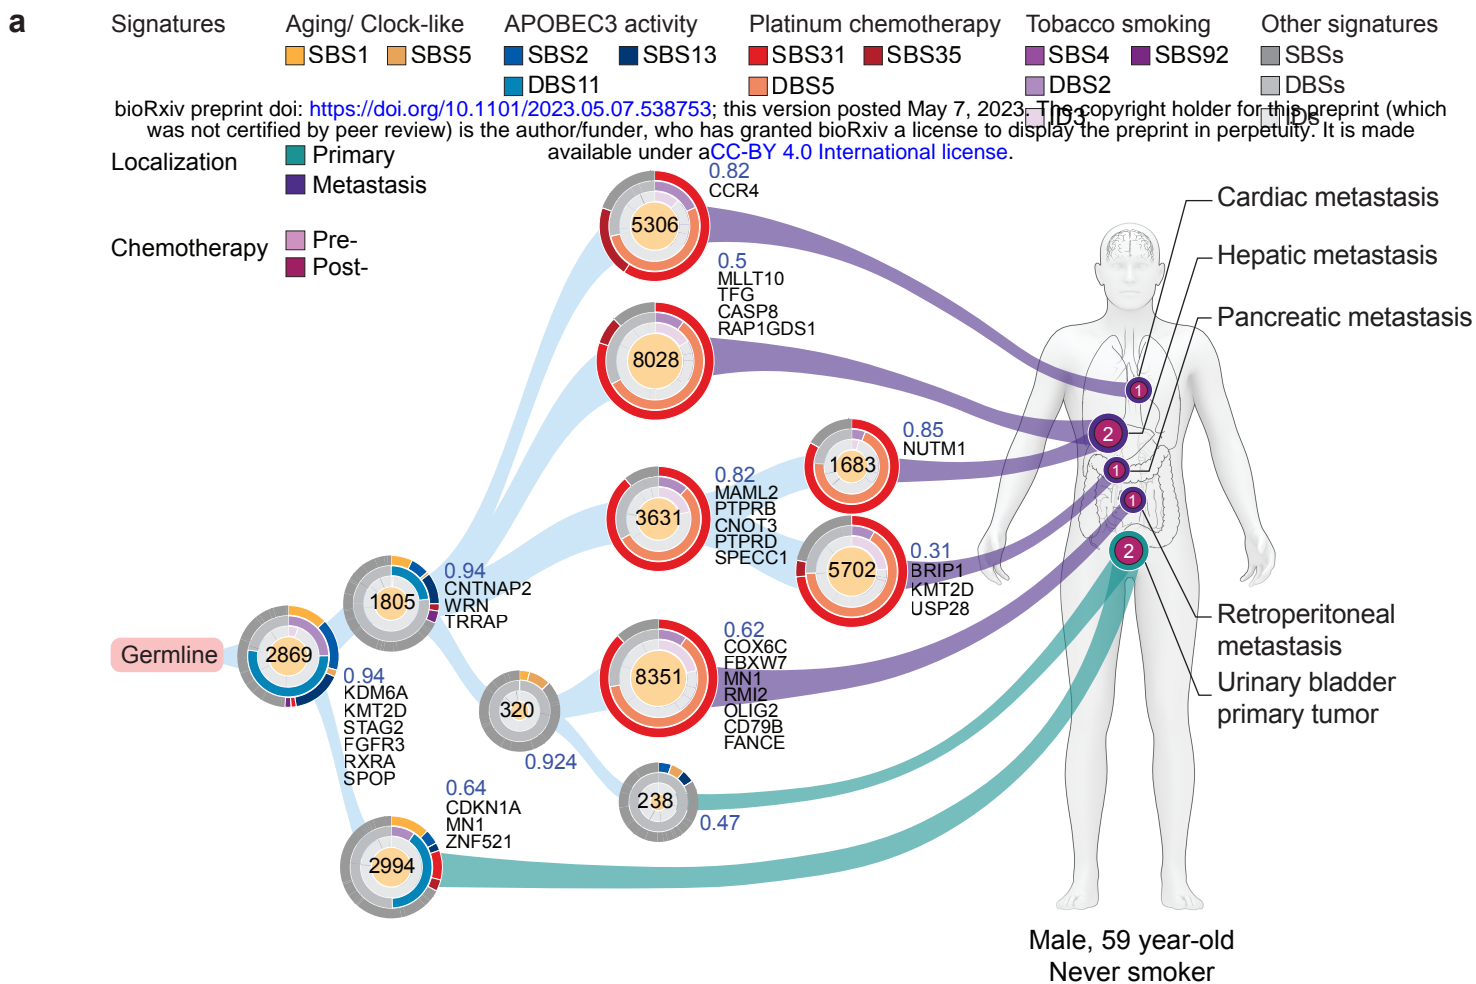 a
Signatures
Aging/ Clock-like
SBS1 SBS5
APOBEC3 activity
SBS2 SBS13
DBS11
Platinum chemotherapy
SBS31 SBS35
DBS5
Tobacco smoking
SBS4 SBS92
DBS2
ID3
Other signatures
SBSs
DBSs
IDs
bioRxiv preprint doi: https://doi.org/10.1101/2023.05.07.538753; this version posted May 7, 2023. The copyright holder for this preprint (which
was not certified by peer review) is the author/funder, who has granted bioRxiv a license to display the preprint in perpetuity. It is made
available under aCC-BY 4.0 International license.
Localization
Primary
Metastasis
Chemotherapy
Pre-
Post-
Germline
2869
0.94
KDM6A
KMT2D
STAG2
FGFR3
RXRA
SPOP
1805
0.94
CNTNAP2
WRN
TRRAP
2994
0.64
CDKN1A
MN1
ZNF521
320
0.924
5306
0.82
CCR4
8028
0.5
MLLT10
TFG
CASP8
RAP1GDS1
3631
0.82
MAML2
PTPRB
CNOT3
PTPRD
SPECC1
1683
0.85
NUTM1
5702
0.31
BRIP1
KMT2D
USP28
8351
0.62
COX6C
FBXW7
MN1
RMI2
OLIG2
CD79B
FANCE
238
0.47
1
2
1
1
2
Cardiac metastasis
Hepatic metastasis
Pancreatic metastasis
Retroperitoneal
metastasis
Urinary bladder
primary tumor
Male, 59 year-old
Never smoker